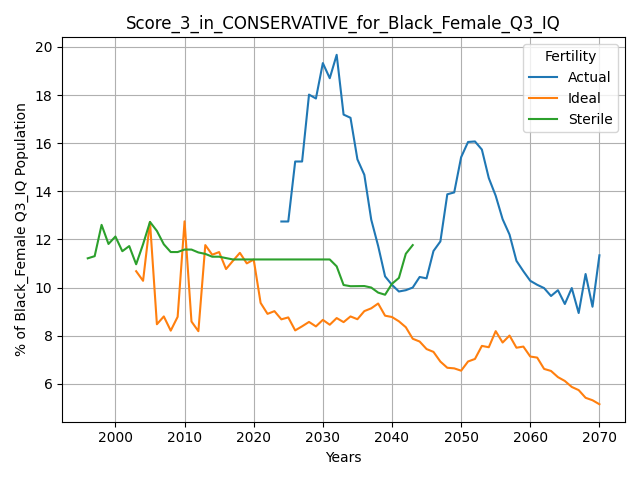 Score_3_in_CONSERVATIVE_for_Black_Female_Q3_IQ
Fertility
Actual
Ideal
Sterile
% of Black_Female Q3_IQ Population
20
18
16
14
12
10
8
6
2000 2010 2020 2030 2040 2050 2060 2070
Years